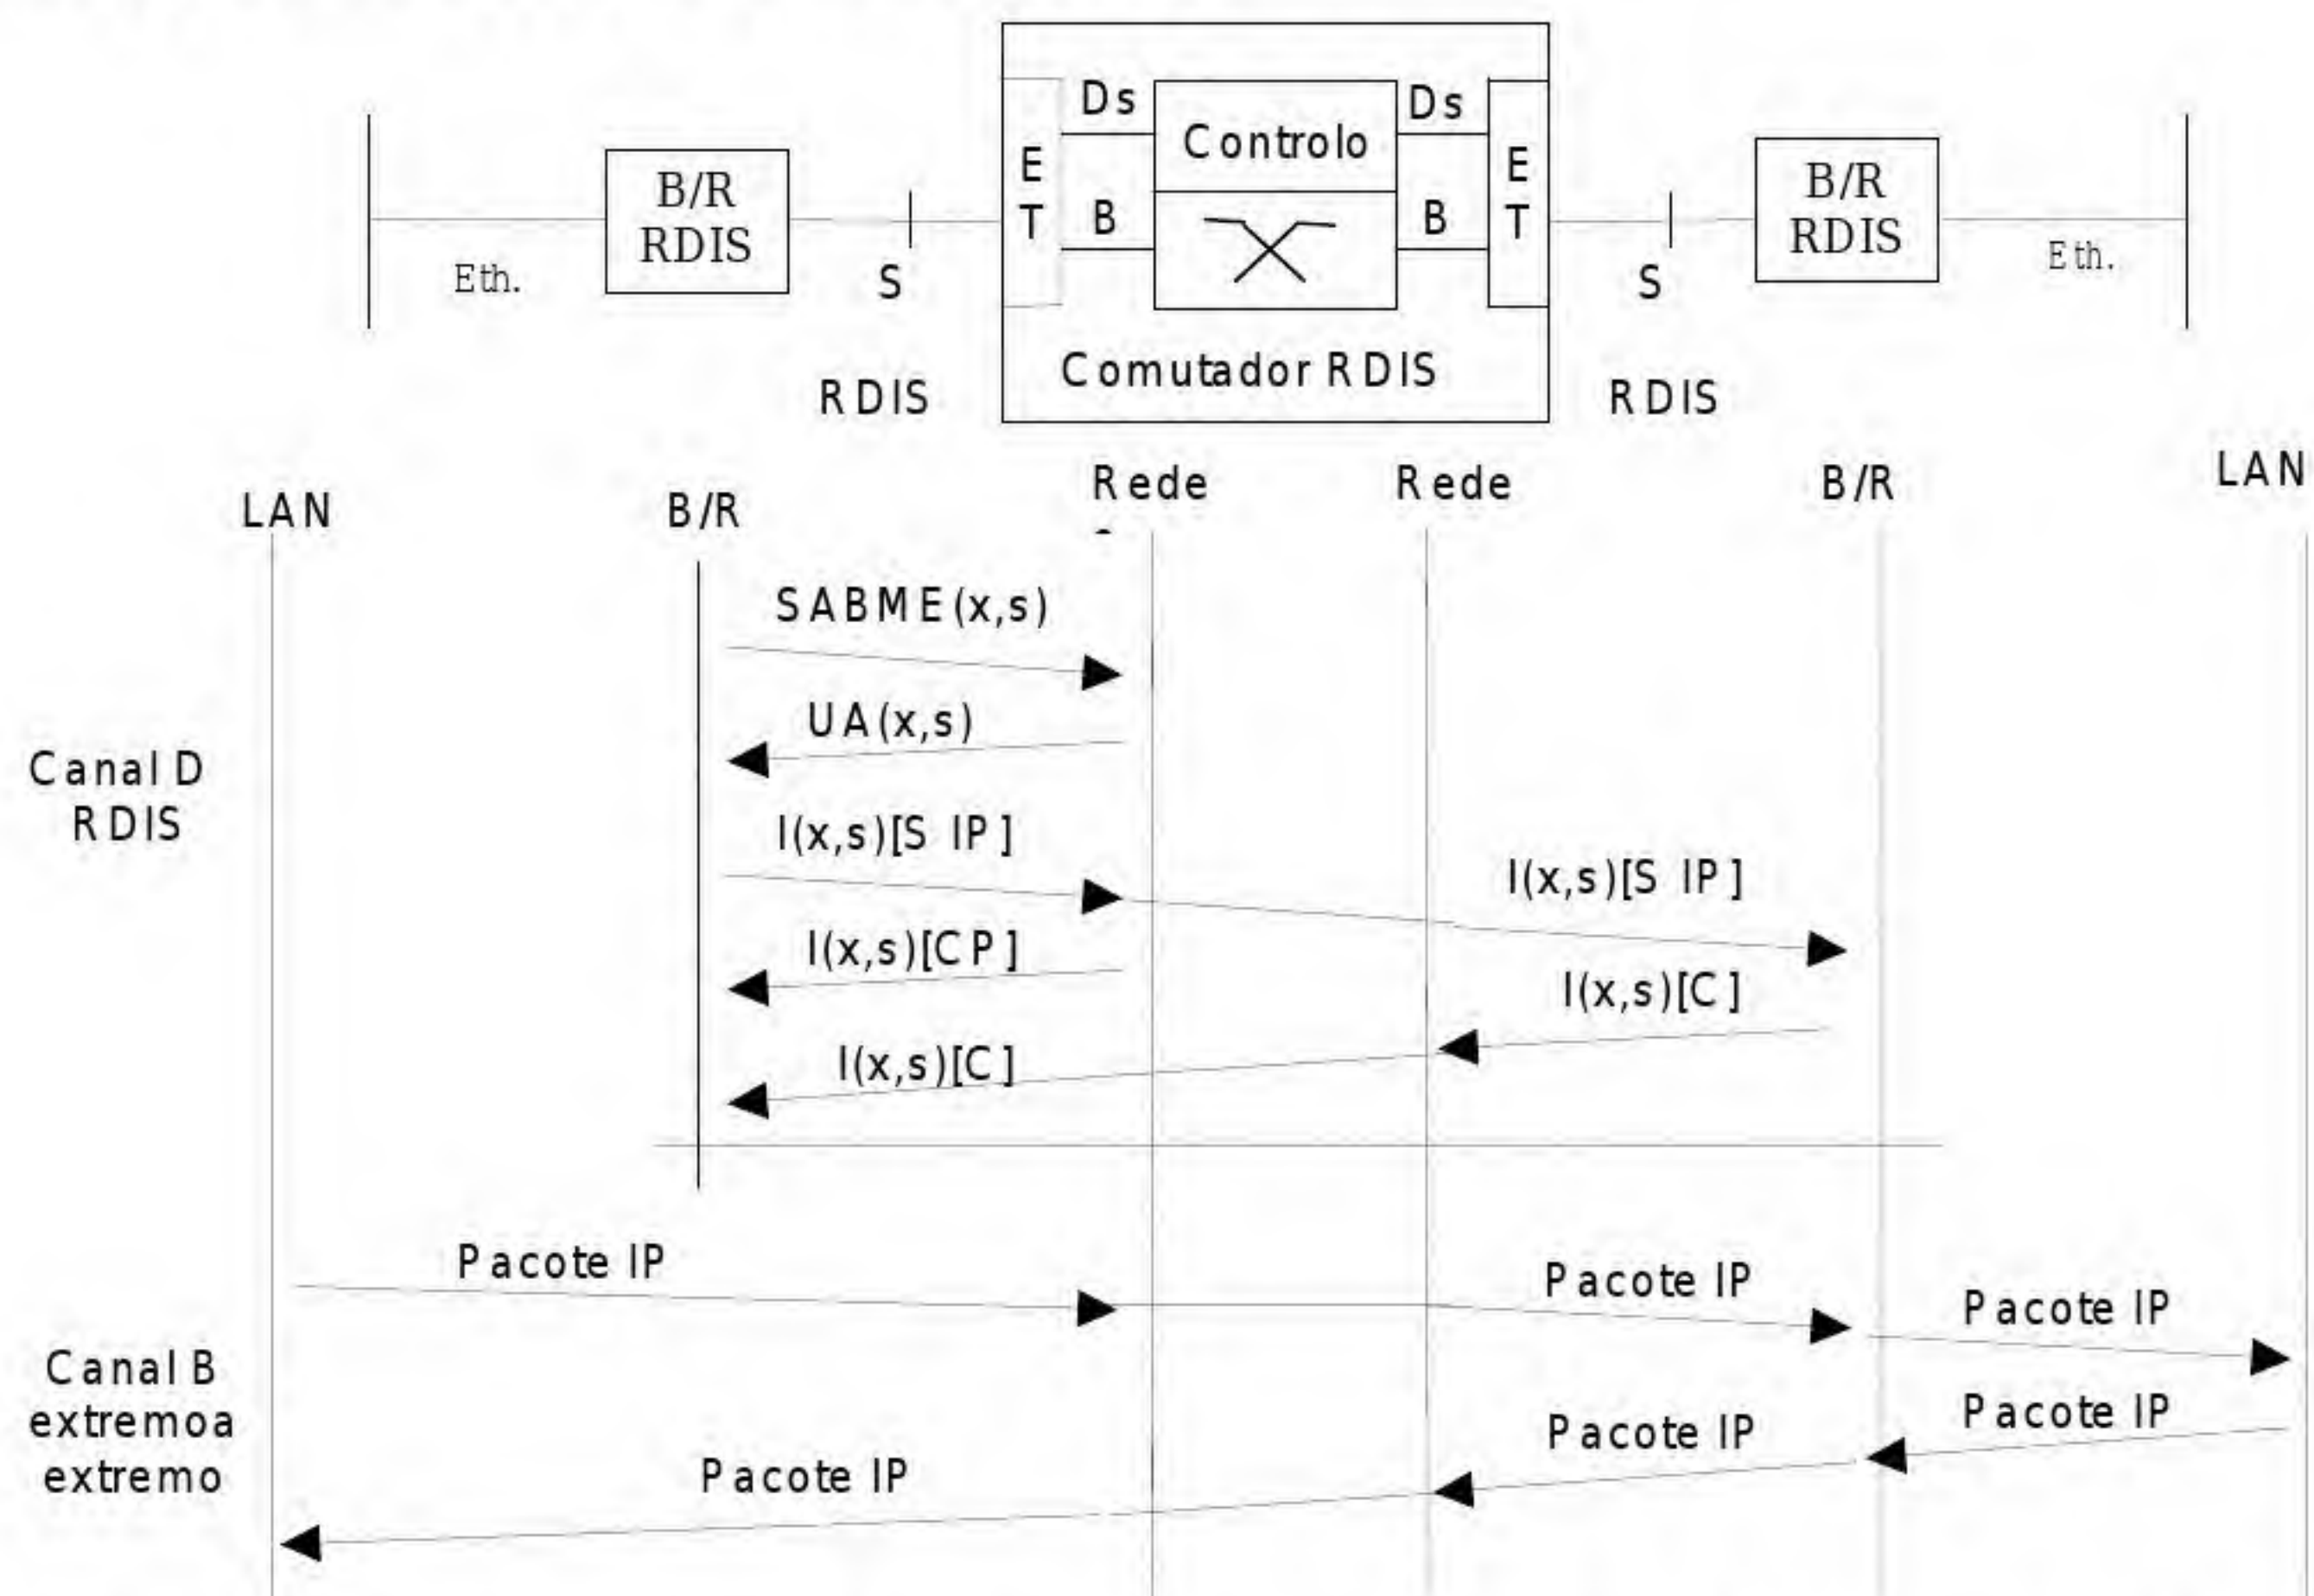 Ds
Ds
Controlo
E
T
E
T
B
B
B/R
RDIS
B/R
RDIS
Eth.
Eth.
S
S
Comutador RDIS
RDIS
RDIS
LAN
B/R
Rede
Rede
B/R
LAN
SABME(x,s)
UA(x,s)
Canal D
RDIS
I(x,s)[S IP]
I(x,s)[S IP]
I(x,s)[CP]
I(x,s)[C]
I(x,s)[C]
Pacote IP
Pacote IP
Pacote IP
Canal B
extremoa
extremo
Pacote IP
Pacote IP
Pacote IP